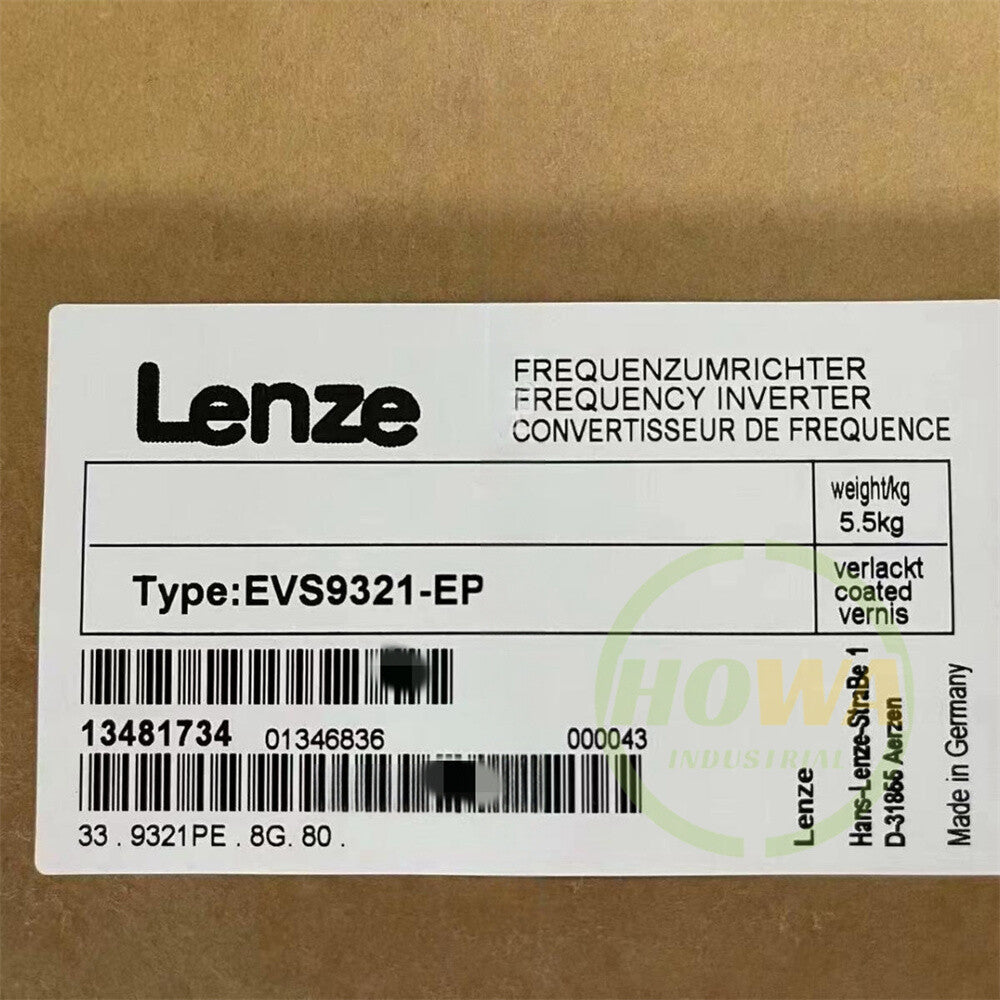 Lenze
FREQUENZUMRICHTER
FREQUENCY INVERTER
CONVERTISSEUR DE FREQUENCE
weight/kg
5.5kg
Type:EVS9321-EP
verlackt
coated
vernis
13481734 01346836 000043
33 . 9321PE . 8G. 80 .
Lenze
Hans-Lenze-StraBe 1
D-31855 Aerzen
Made in Germany
HOWA
INDUSTRIAL